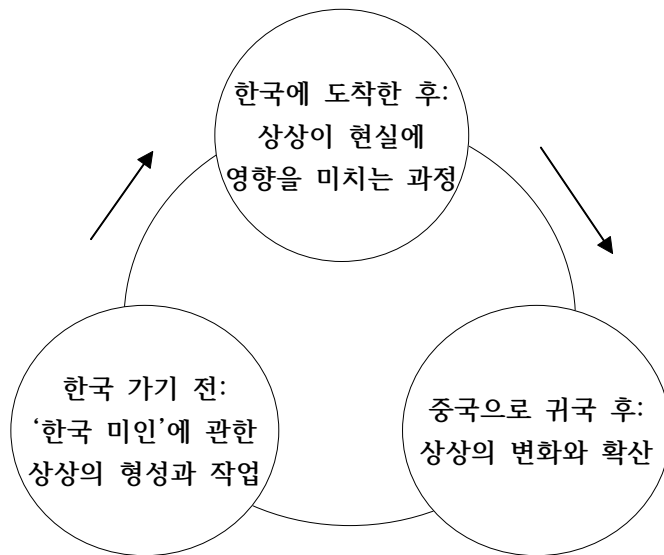 한국에 도착한 후:
상상이 현실에
영향을 미치는 과정
한국 가기 전:
‘한국 미인’에 관한
상상의 형성과 작업
중국으로 귀국 후:
상상의 변화와 확산